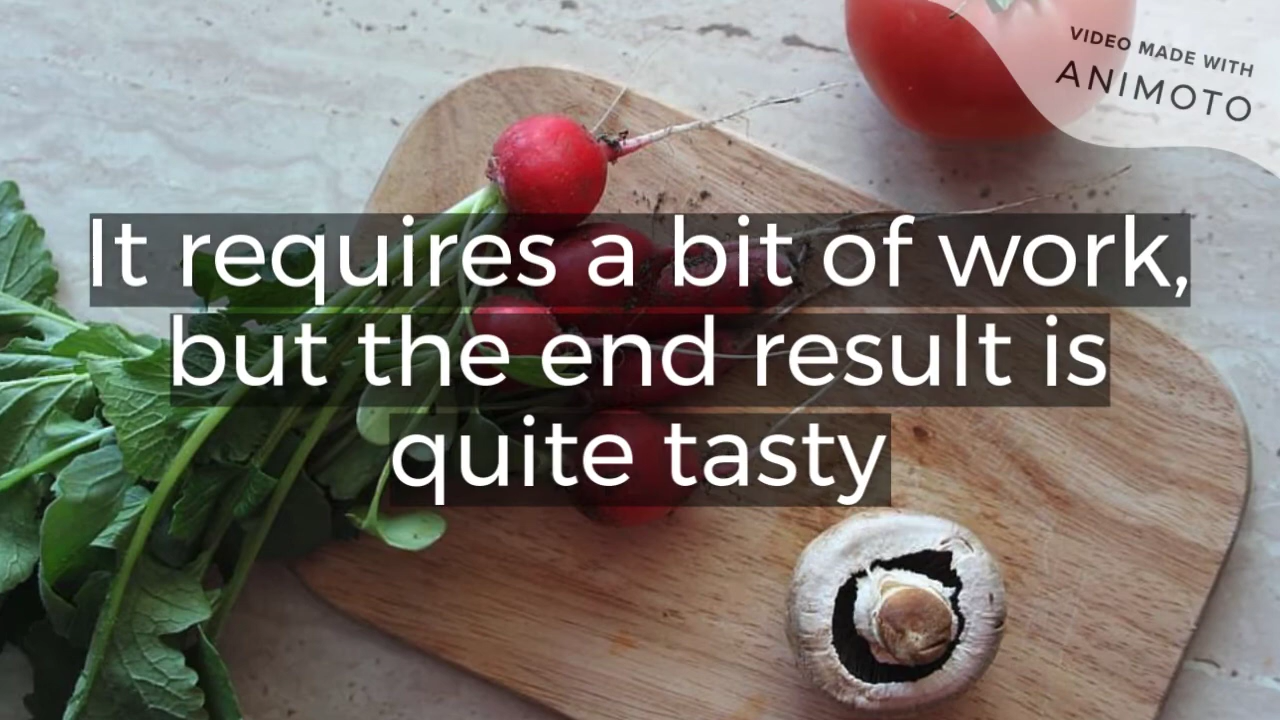 VIDEO MADE WITH
ANIMOTO
It requires a bit of work,
but the end result is
quite tasty